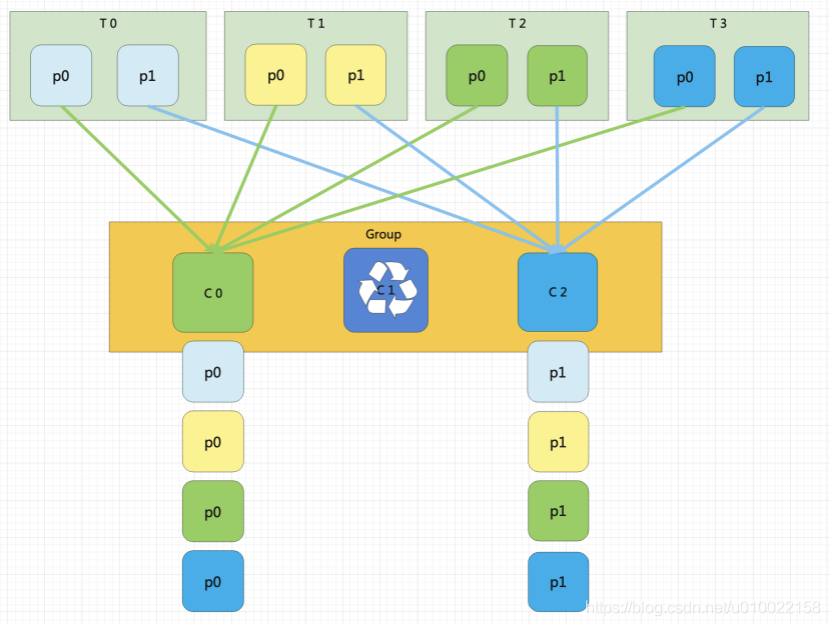 T 0 T 1 T 2 T 3
p0 p1 p0 p1 p0 p1 p0 p1
Group
C 0 C 1 C 2
p0 p1
p0 p1
p0 p1
p0 p1
https://blog.csdn.net/u010022158